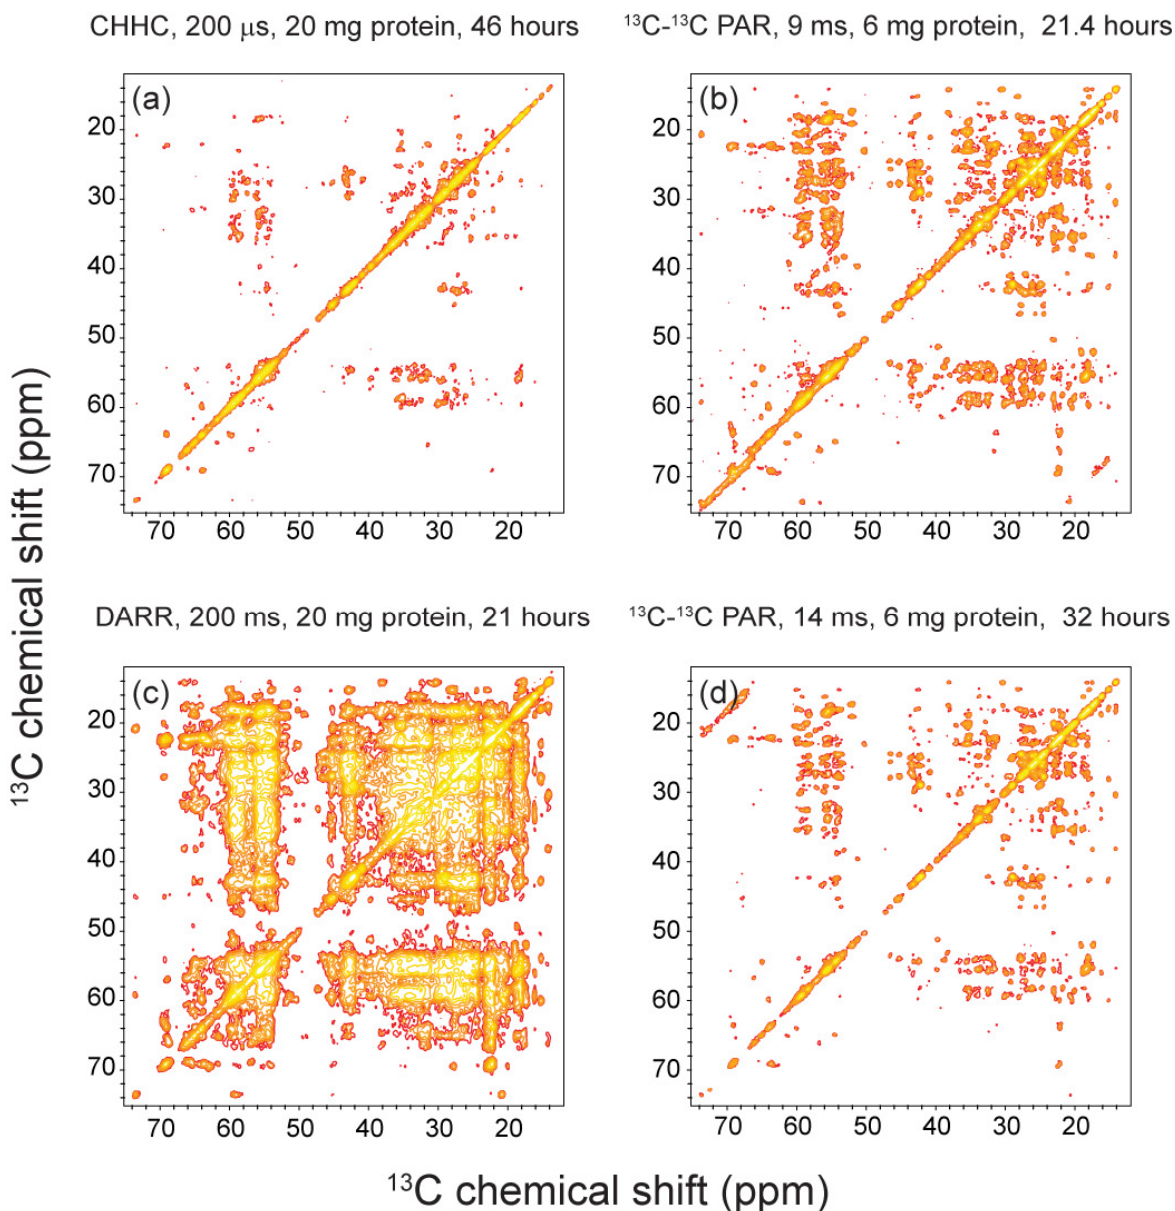 CHHC, 200 μs, 20 mg protein, 46 hours
¹³C-¹³C PAR, 9 ms, 6 mg protein, 21.4 hours
(a)
(b)
20
30
40
50
60
70
20
30
40
50
60
70
70 60 50 40 30 20
70 60 50 40 30 20
DARR, 200 ms, 20 mg protein, 21 hours
¹³C-¹³C PAR, 14 ms, 6 mg protein, 32 hours
(c)
(d)
20
30
40
50
60
70
20
30
40
50
60
70
70 60 50 40 30 20
70 60 50 40 30 20
¹³C chemical shift (ppm)
¹³C chemical shift (ppm)